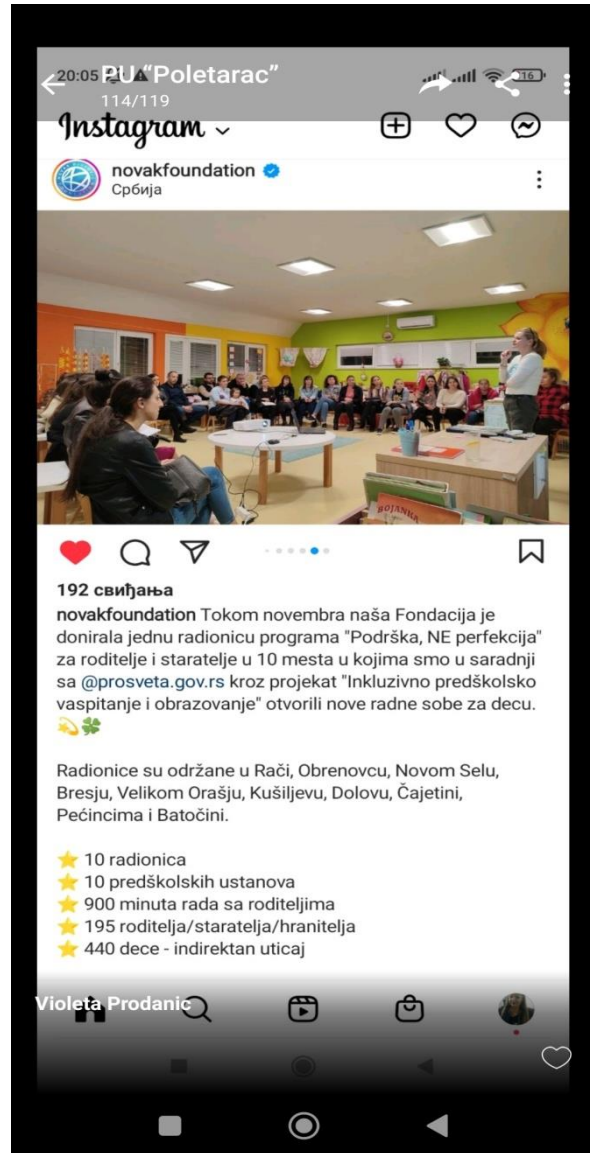 20:05
PU “Poletarac”
16
114/119
Instagram
novakfoundation
Србија
BOJANKA
192 свиђања
novakfoundation Tokom novembra naša Fondacija je
donirala jednu radionicu programa "Podrška, NE perfekcija"
za roditelje i staratelje u 10 mesta u kojima smo u saradnji
sa @prosveta.gov.rs kroz projekat "Inkluzivno predškolsko
vaspitanje i obrazovanje" otvorili nove radne sobe za decu.
💫🍀
Radionice su održane u Rači, Obrenovcu, Novom Selu,
Bresju, Velikom Orašju, Kušiljevu, Dolovu, Čajetini,
Pećincima i Batočini.
⭐ 10 radionica
⭐ 10 predškolskih ustanova
⭐ 900 minuta rada sa roditeljima
⭐ 195 roditelja/staratelja/hranitelja
⭐ 440 dece - indirektan uticaj
Violeta Prodanic